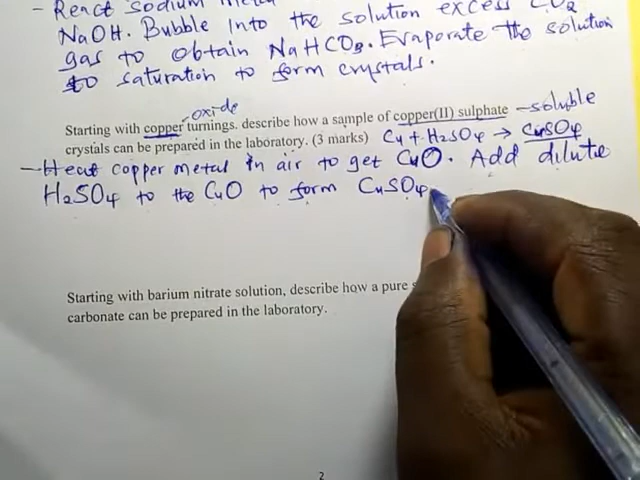 - React sodium metal
NaOH. Bubble into the solution excess CO2
gas to obtain NaHCO3. Evaporate the solution
to saturation to form crystals.
-oxide
Starting with copper turnings. describe how a sample of copper(II) sulphate -soluble
crystals can be prepared in the laboratory. (3 marks) Cu + H2SO4 → CuSO4
- Heat copper metal in air to get CuO. Add dilute
H2SO4 to the CuO to form CuSO4
Starting with barium nitrate solution, describe how a pure
carbonate can be prepared in the laboratory.
2